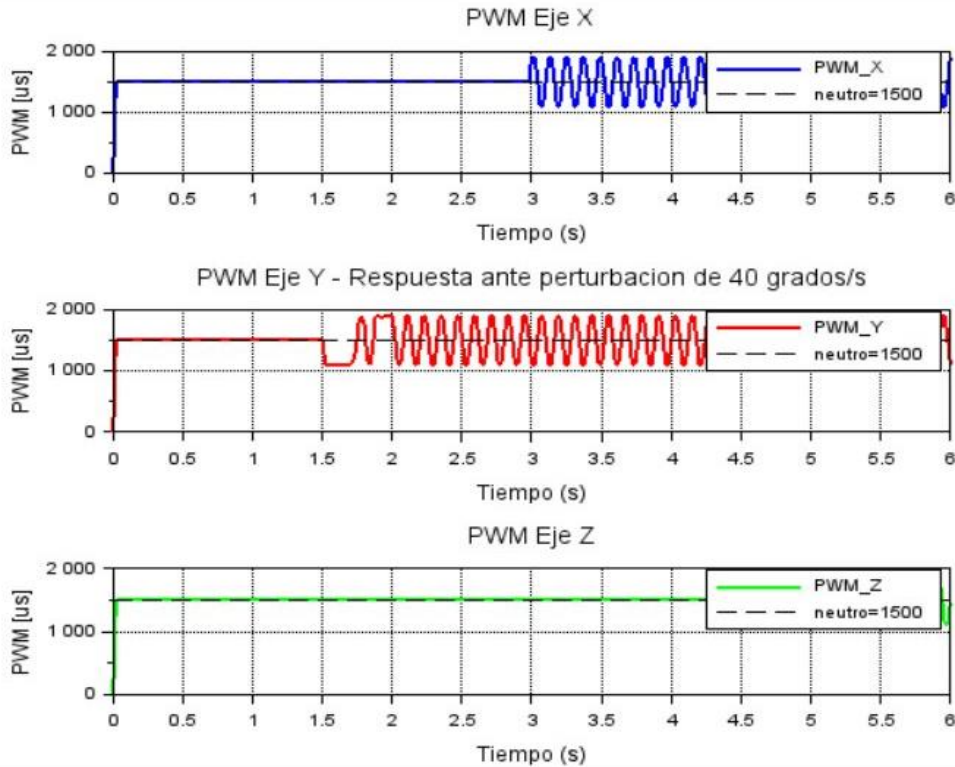 PWM Eje X
PWM [us]
2 000
1 000
0
PWM_X
neutro=1500
0 0.5 1 1.5 2 2.5 3 3.5 4 4.5 5 5.5 6
Tiempo (s)
PWM Eje Y - Respuesta ante perturbacion de 40 grados/s
PWM [us]
2 000
1 000
0
PWM_Y
neutro=1500
0 0.5 1 1.5 2 2.5 3 3.5 4 4.5 5 5.5 6
Tiempo (s)
PWM Eje Z
PWM [us]
2 000
1 000
0
PWM_Z
neutro=1500
0 0.5 1 1.5 2 2.5 3 3.5 4 4.5 5 5.5 6
Tiempo (s)